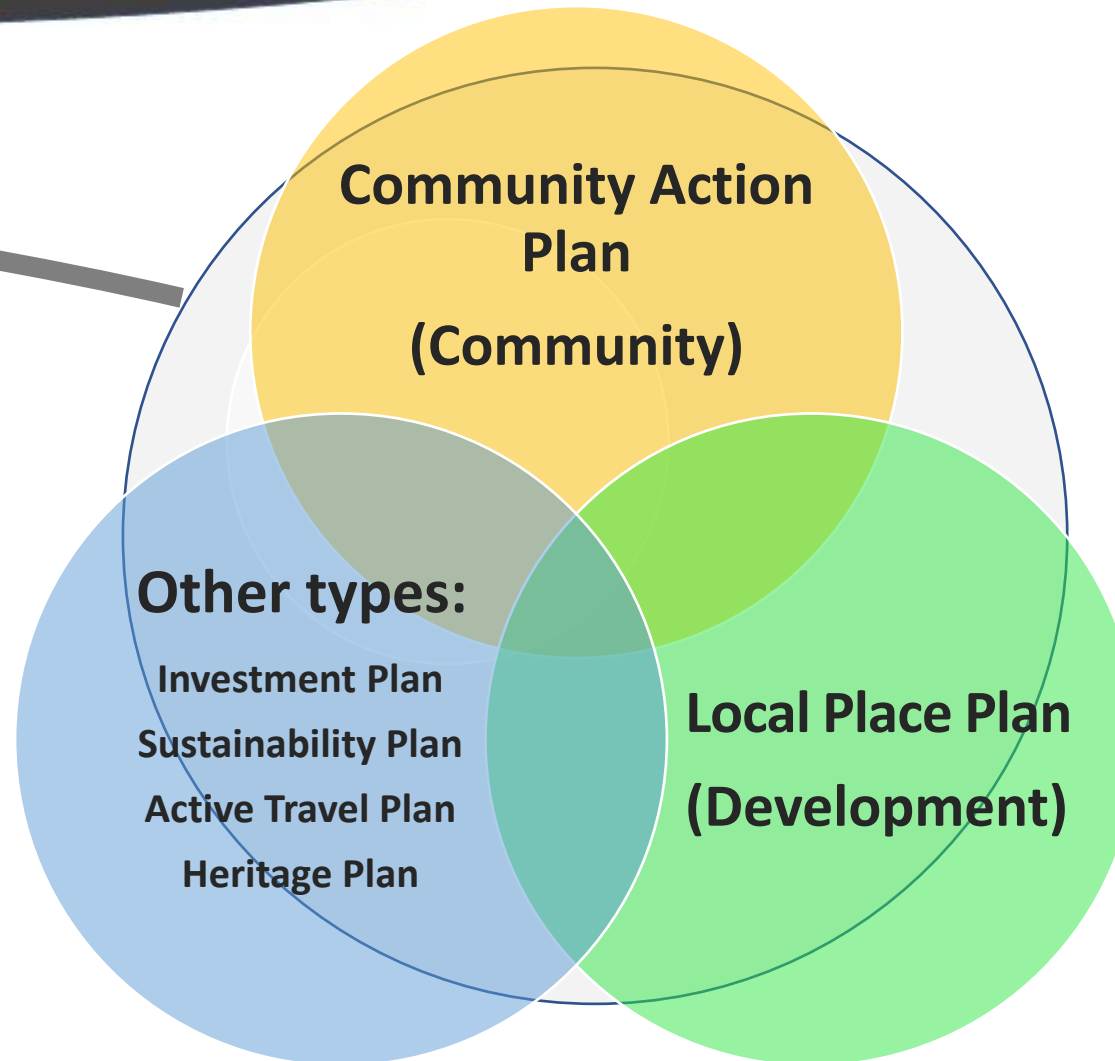 Community Action
Plan
(Community)
Other types:
Investment Plan
Sustainability Plan
Active Travel Plan
Heritage Plan
Local Place Plan
(Development)